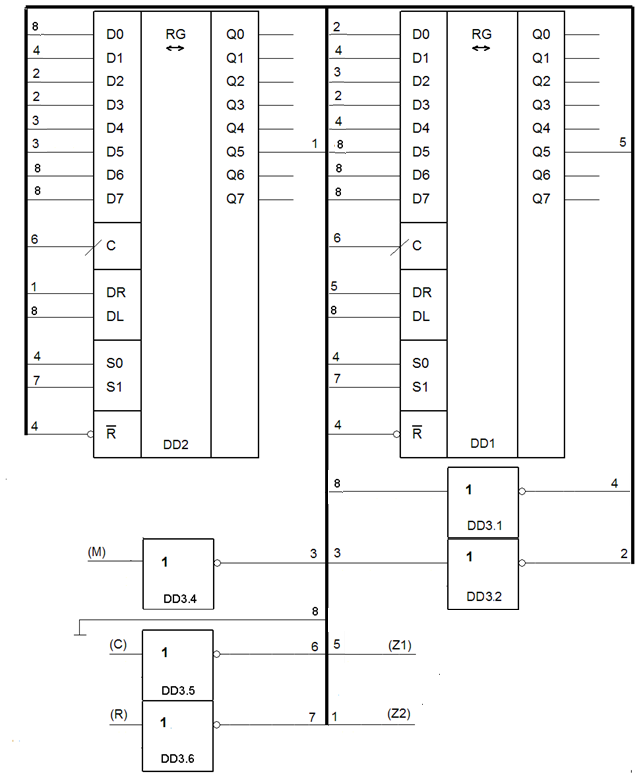 8 D0 RG Q0 2 D0 RG Q0
4 D1 ↔ Q1 4 D1 ↔ Q1
2 D2 Q2 3 D2 Q2
2 D3 Q3 2 D3 Q3
3 D4 Q4 4 D4 Q4
3 D5 Q5 1 8 D5 Q5 5
8 D6 Q6 8 D6 Q6
8 D7 Q7 8 D7 Q7
6 C 6 C
1 DR 5 DR
8 DL 8 DL
4 S0 4 S0
7 S1 7 S1
4 R̅ 4 R̅
DD2 DD1
8 1 4
DD3.1
(M) 1 3 3 1 2
DD3.4 DD3.2
8
(C) 1 6 5 (Z1)
DD3.5
(R) 1 7 1 (Z2)
DD3.6